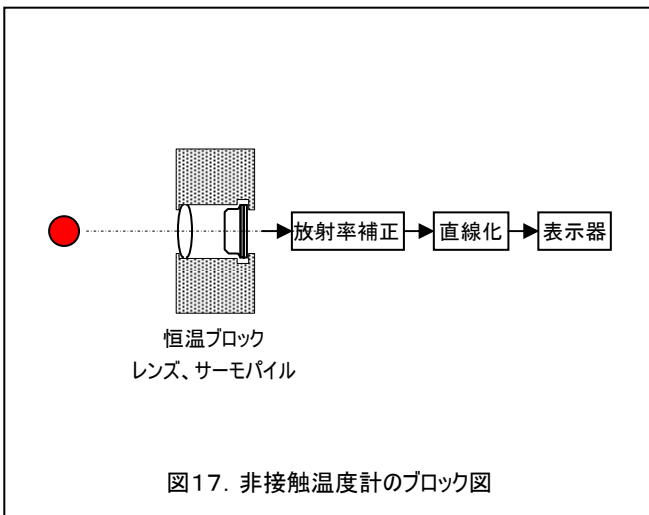 放射率補正
直線化
表示器
恒温ブロック
レンズ、サーモパイル
図17. 非接触温度計のブロック図